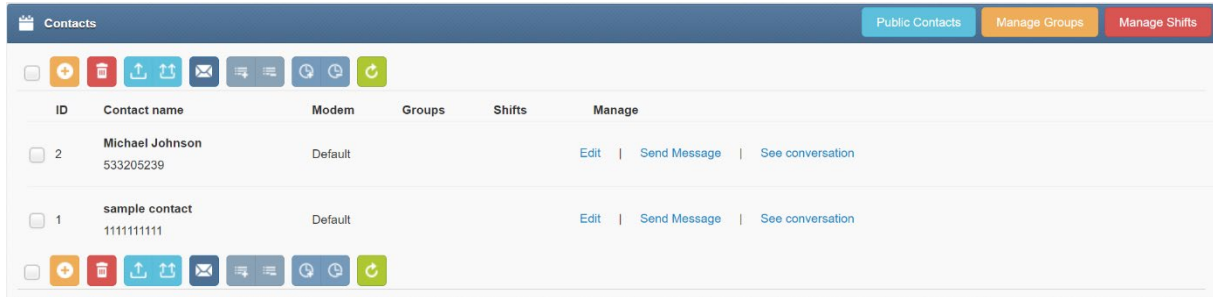 Contacts
Public Contacts Manage Groups Manage Shifts
ID Contact name Modem Groups Shifts Manage
Michael Johnson
2 Default Edit | Send Message | See conversation
533205239
sample contact
1 Default Edit | Send Message | See conversation
1111111111